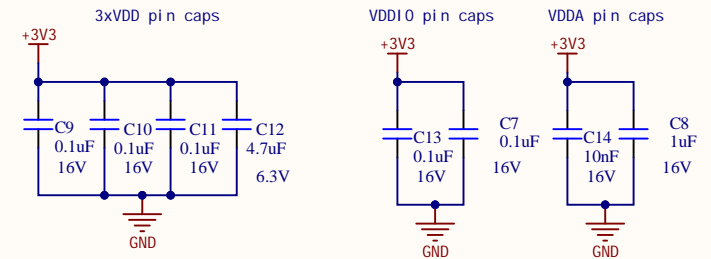 3xVDD pin caps
VDDIO pin caps
VDDA pin caps
+3V3
+3V3
+3V3
C9
0.1uF
16V
C10
0.1uF
16V
C11
0.1uF
16V
C12
4.7uF
6.3V
C13
0.1uF
16V
C7
0.1uF
16V
C14
10nF
16V
C8
1uF
16V
GND
GND
GND